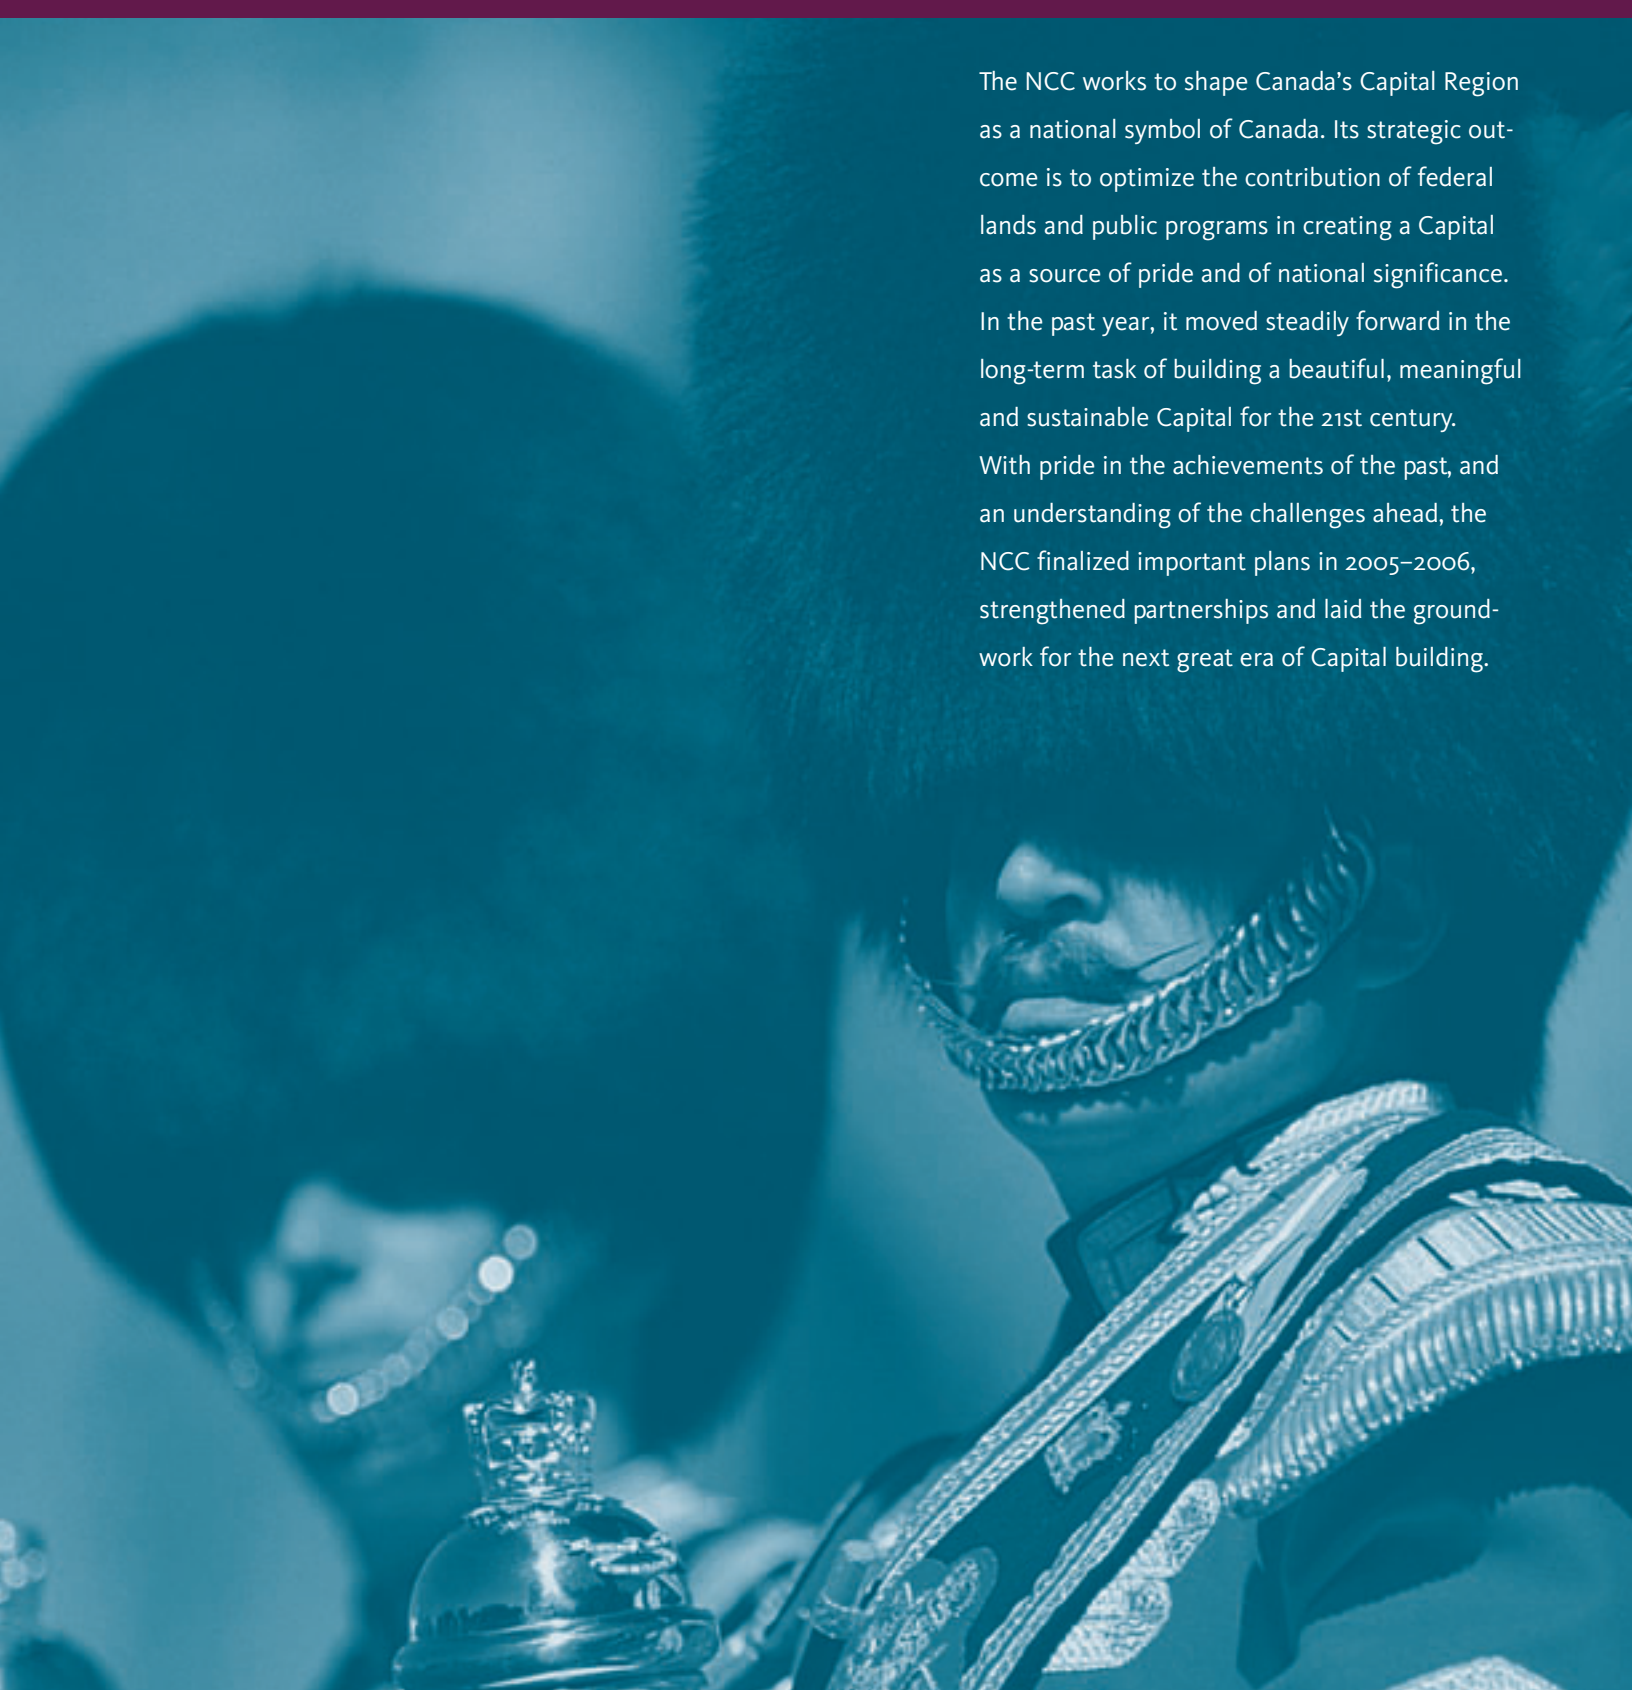 The NCC works to shape Canada’s Capital Region
as a national symbol of Canada. Its strategic out-
come is to optimize the contribution of federal
lands and public programs in creating a Capital
as a source of pride and of national significance.
In the past year, it moved steadily forward in the
long-term task of building a beautiful, meaningful
and sustainable Capital for the 21st century.
With pride in the achievements of the past, and
an understanding of the challenges ahead, the
NCC finalized important plans in 2005–2006,
strengthened partnerships and laid the ground-
work for the next great era of Capital building.